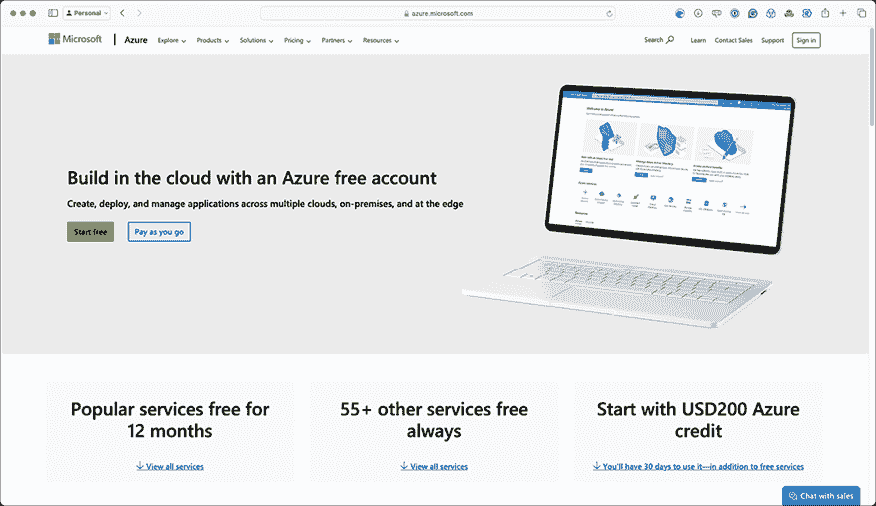 Personal
azure.microsoft.com
Microsoft
Azure
Explore
Products
Solutions
Pricing
Partners
Resources
Search
Learn
Contact Sales
Support
Sign in
Build in the cloud with an Azure free account
Create, deploy, and manage applications across multiple clouds, on-premises, and at the edge
Start free
Pay as you go
Popular services free for
12 months
View all services
55+ other services free
always
View all services
Start with USD200 Azure
credit
You'll have 30 days to use it—in addition to free services
Chat with sales